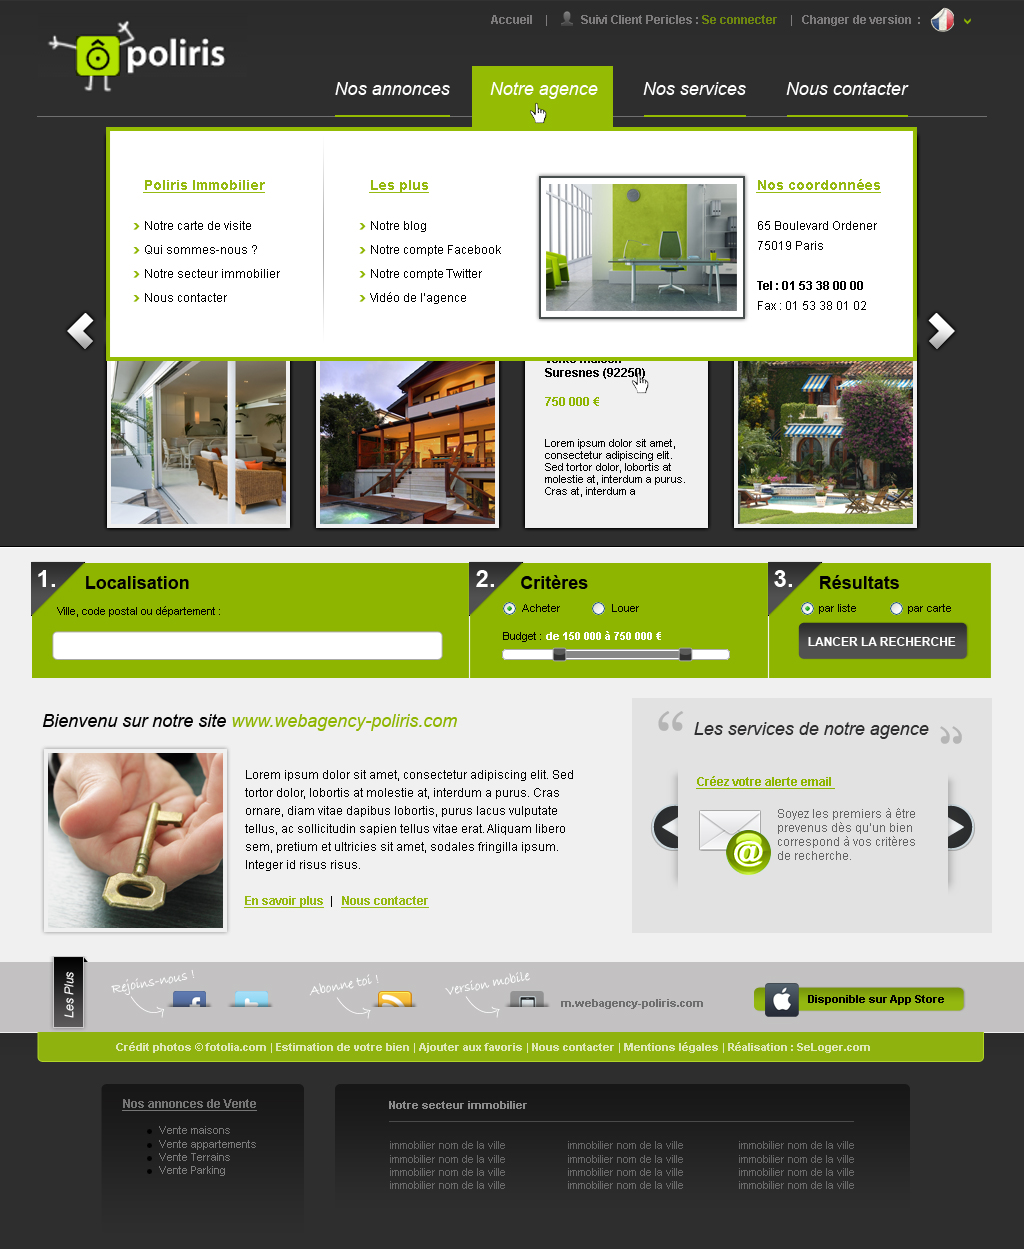 Accueil | Suivi Client Pericles : Se connecter | Changer de version :
poliris
Nos annonces
Notre agence
Nos services
Nous contacter
Poliris Immobilier
Notre carte de visite
Qui sommes-nous ?
Notre secteur immobilier
Nous contacter
Les plus
Notre blog
Notre compte Facebook
Notre compte Twitter
Vidéo de l'agence
Nos coordonnées
65 Boulevard Ordener
75019 Paris
Tel : 01 53 38 00 00
Fax : 01 53 38 01 02
Suresnes (92250)
750 000 €
Lorem ipsum dolor sit amet,
consectetur adipiscing elit.
Sed tortor dolor, lobortis at
molestie at, interdum a purus.
Cras at, interdum a
1. Localisation
Ville, code postal ou département :
2. Critères
Acheter
Louer
Budget : de 150 000 à 750 000 €
3. Résultats
par liste
par carte
LANCER LA RECHERCHE
Bienvenu sur notre site www.webagency-poliris.com
Lorem ipsum dolor sit amet, consectetur adipiscing elit. Sed
tortor dolor, lobortis at molestie at, interdum a purus. Cras
ornare, diam vitae dapibus lobortis, purus lacus vulputate
tellus, ac sollicitudin sapien tellus vitae erat. Aliquam libero
sem, pretium et ultricies sit amet, sodales fringilla ipsum.
Integer id risus risus.
En savoir plus | Nous contacter
“ Les services de notre agence ”
Créez votre alerte email
@
Soyez les premiers à être
prevenus dès qu'un bien
correspond à vos critères
de recherche.
Les Plus
Rejoins-nous !
Abonne toi !
Version mobile
m.webagency-poliris.com
Disponible sur App Store
Crédit photos © fotolia.com | Estimation de votre bien | Ajouter aux favoris | Nous contacter | Mentions légales | Réalisation : SeLoger.com
Nos annonces de Vente
Vente maisons
Vente appartements
Vente Terrains
Vente Parking
Notre secteur immobilier
immobilier nom de la ville immobilier nom de la ville immobilier nom de la ville
immobilier nom de la ville immobilier nom de la ville immobilier nom de la ville
immobilier nom de la ville immobilier nom de la ville immobilier nom de la ville
immobilier nom de la ville immobilier nom de la ville immobilier nom de la ville